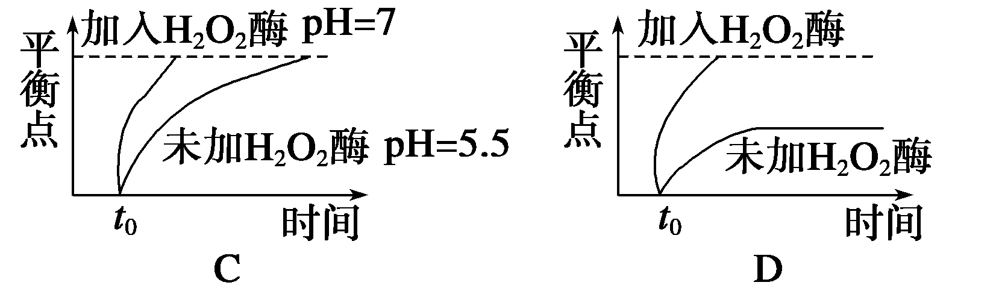 加入H₂O₂酶 pH=7
平衡点
未加H₂O₂酶 pH=5.5
t₀
时间
C
加入H₂O₂酶
平衡点
未加H₂O₂酶
t₀
时间
D